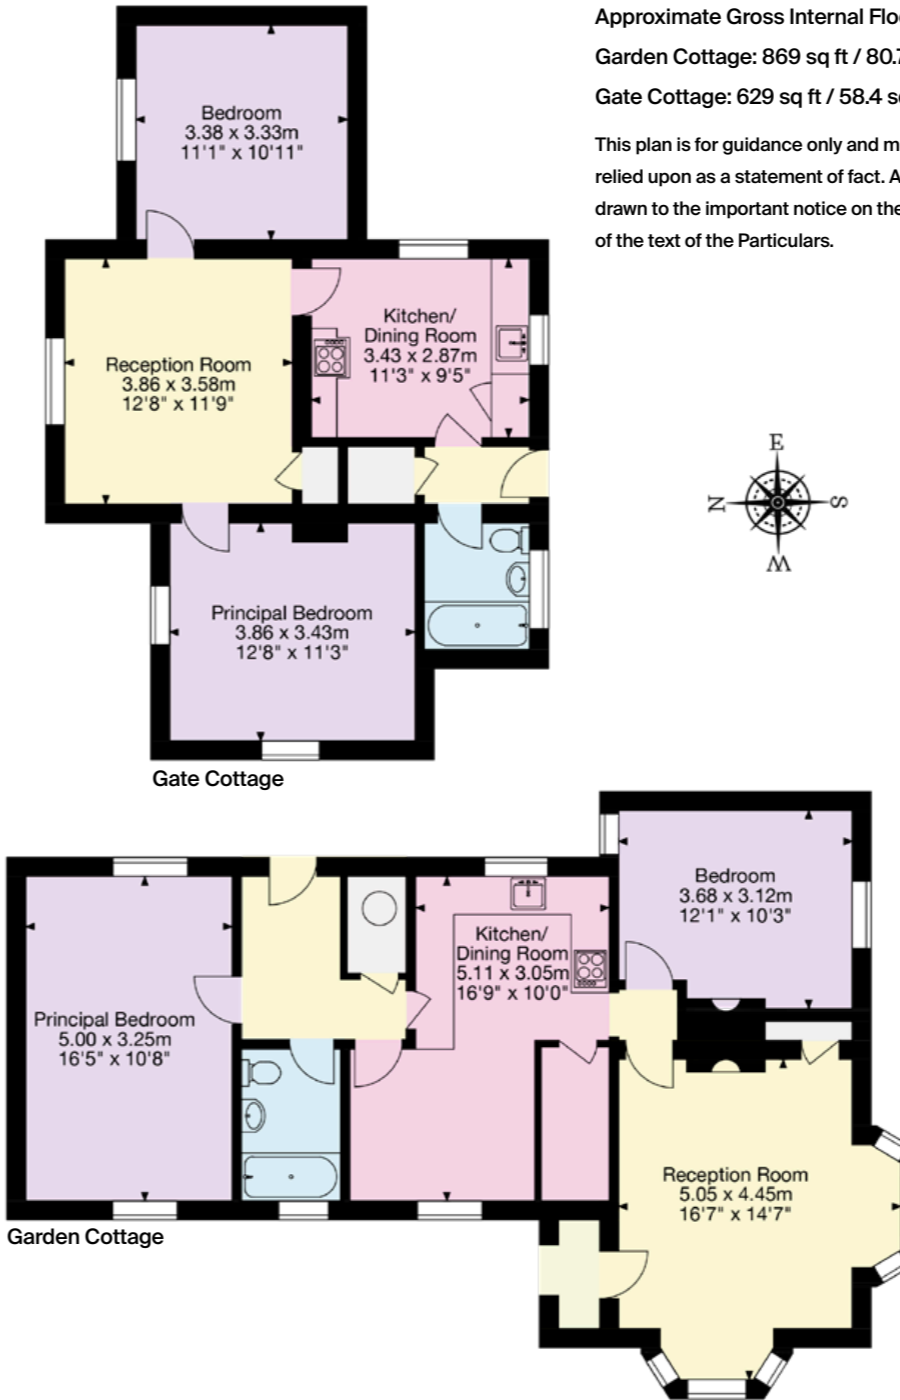 Approximate Gross Internal
Garden Cottage: 869 sq ft /
Gate Cottage: 629 sq ft / 58.4
This plan is for guidance only and
relied upon as a statement of fact.
drawn to the important notice on the
of the text of the Particulars.
Bedroom
3.38 x 3.33m
11'1" x 10'11"
Kitchen/
Dining Room
3.43 x 2.87m
11'3" x 9'5"
Reception Room
3.86 x 3.58m
12'8" x 11'9"
E
N
S
W
Principal Bedroom
3.86 x 3.43m
12'8" x 11'3"
Gate Cottage
Bedroom
3.68 x 3.12m
12'1" x 10'3"
Kitchen/
Dining Room
5.11 x 3.05m
16'9" x 10'0"
Principal Bedroom
5.00 x 3.25m
16'5" x 10'8"
Reception Room
5.05 x 4.45m
16'7" x 14'7"
Garden Cottage